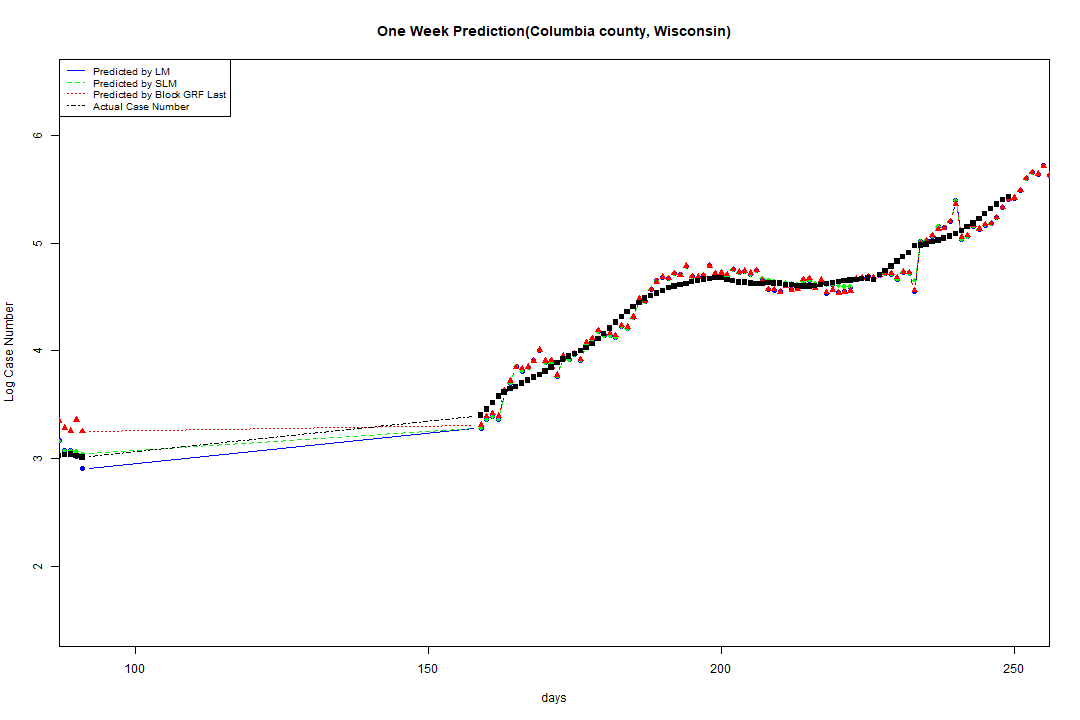 One Week Prediction(Columbia county, Wisconsin)
Predicted by LM
Predicted by SLM
Predicted by Block GRF Last
Actual Case Number
6
5
4
3
2
Log Case Number
100 150 200 250
days